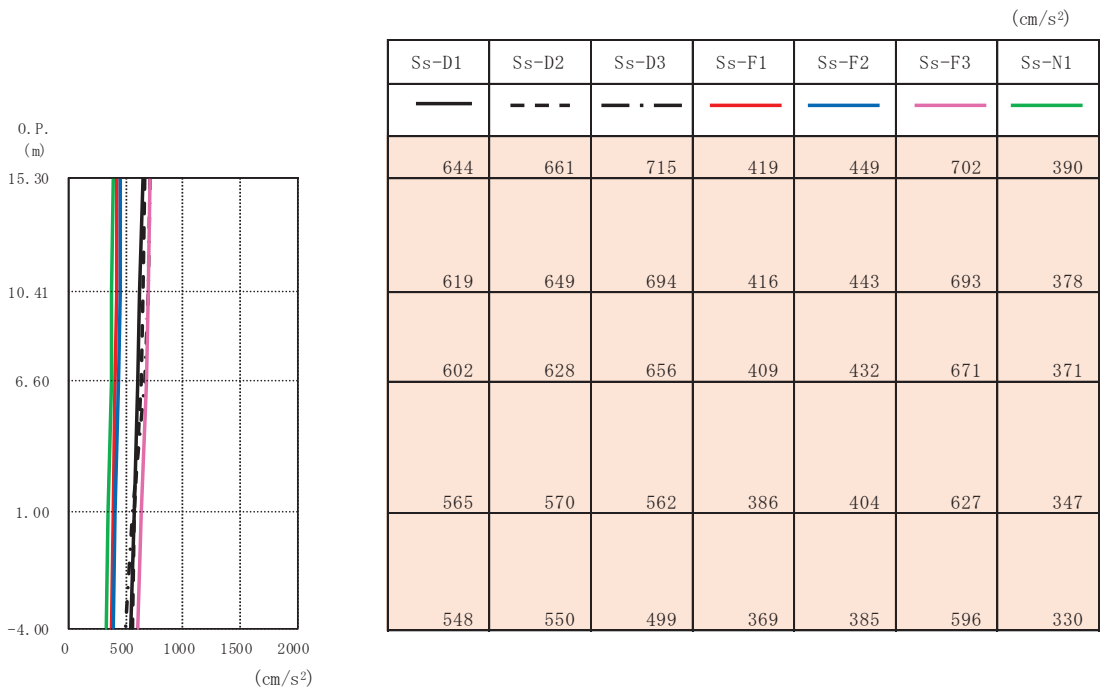 (cm/s²)
Ss-D1 Ss-D2 Ss-D3 Ss-F1 Ss-F2 Ss-F3 Ss-N1
O.P.
(m)
644 661 715 419 449 702 390
15.30
619 649 694 416 443 693 378
10.41
602 628 656 409 432 671 371
6.60
565 570 562 386 404 627 347
1.00
548 550 499 369 385 596 330
-4.00
0 500 1000 1500 2000
(cm/s²)